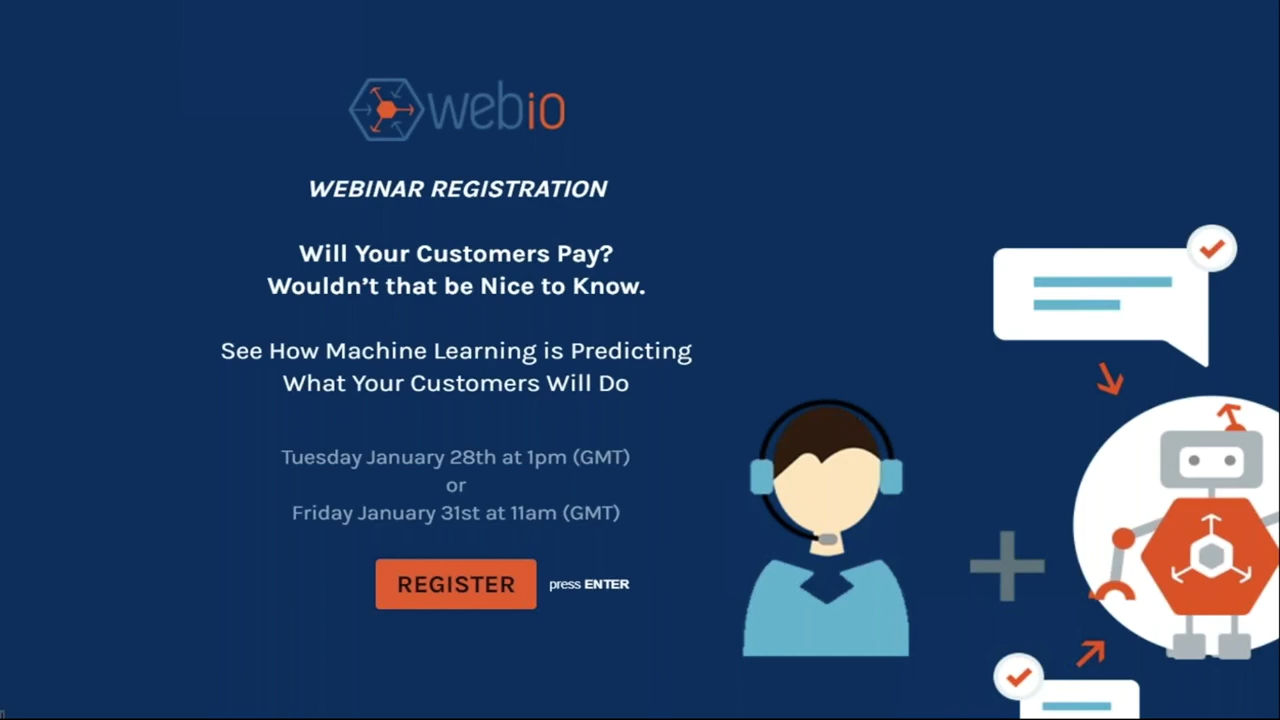 webio
WEBINAR REGISTRATION
Will Your Customers Pay?
Wouldn't that be Nice to Know.
See How Machine Learning is Predicting
What Your Customers Will Do
Tuesday January 28th at 1pm (GMT)
or
Friday January 31st at 11am (GMT)
REGISTER press ENTER